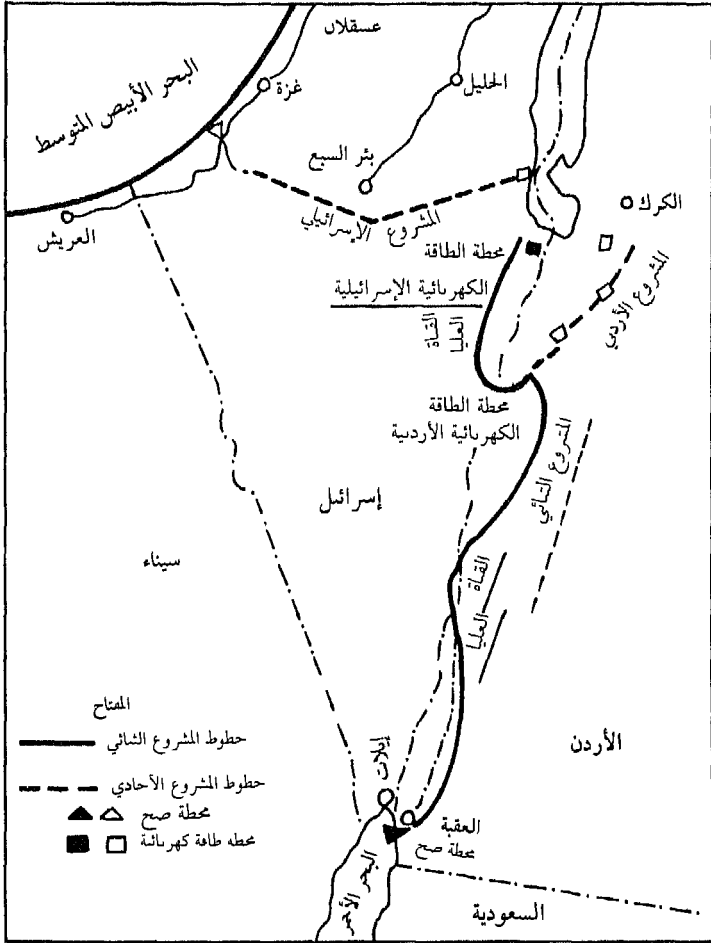 عسقلان
البحر الأبيض المتوسط
غزة
الخليل
بئر السبع
العريش
المشروع الإسرائيلي
الكرك
محطة الطاقة
الكهربائية الإسرائيلية
القناة
العليا
المشروع الأردني
محطة الطاقة
الكهربائية الأردنية
المشروع الثنائي
إسرائيل
سيناء
القناة
العليا
الأردن
المفتاح
خطوط المشروع الثنائي
خطوط المشروع الأحادي
محطة ضخ
محطة طاقة كهربائية
إيلات
العقبة
محطة ضخ
البحر الأحمر
السعودية